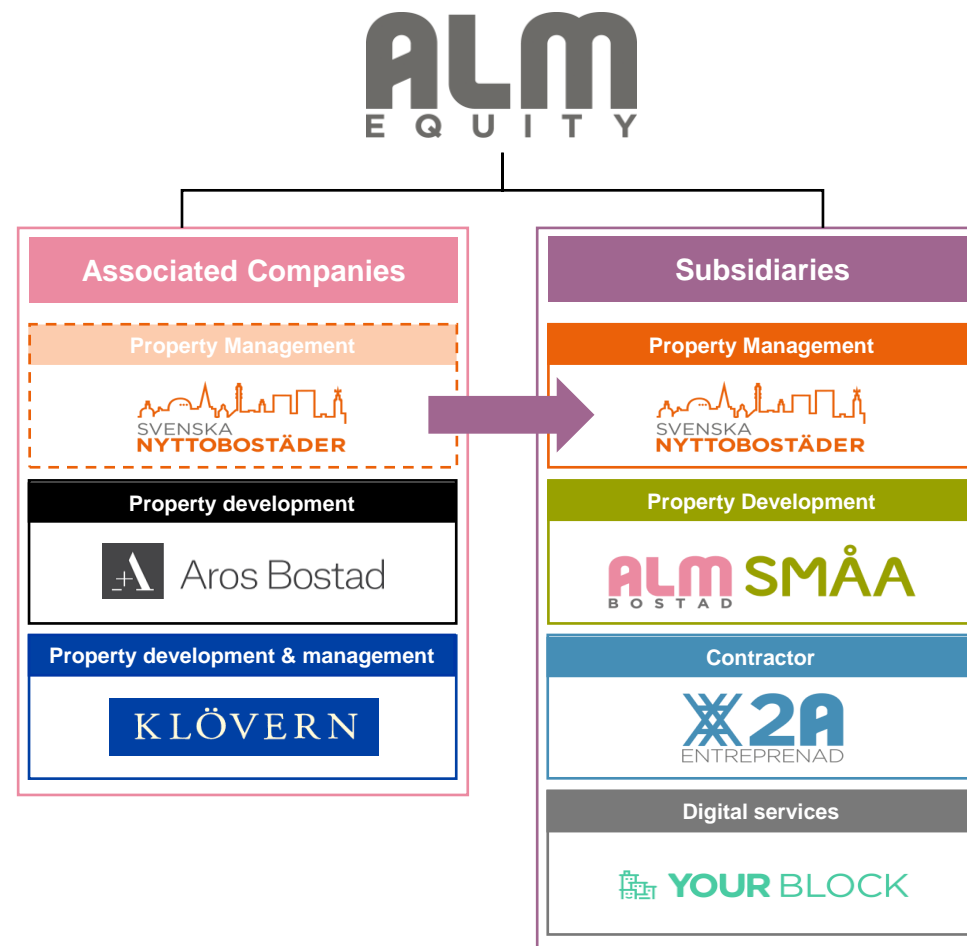 ALM
EQUITY
Associated Companies
Property Management
SVENSKA
NYTTOBOSTÄDER
Property development
+A Aros Bostad
Property development & management
KLÖVERN
Subsidiaries
Property Management
SVENSKA
NYTTOBOSTÄDER
Property Development
ALM SMÅA
BOSTAD
Contractor
2A
ENTREPRENAD
Digital services
YOUR BLOCK